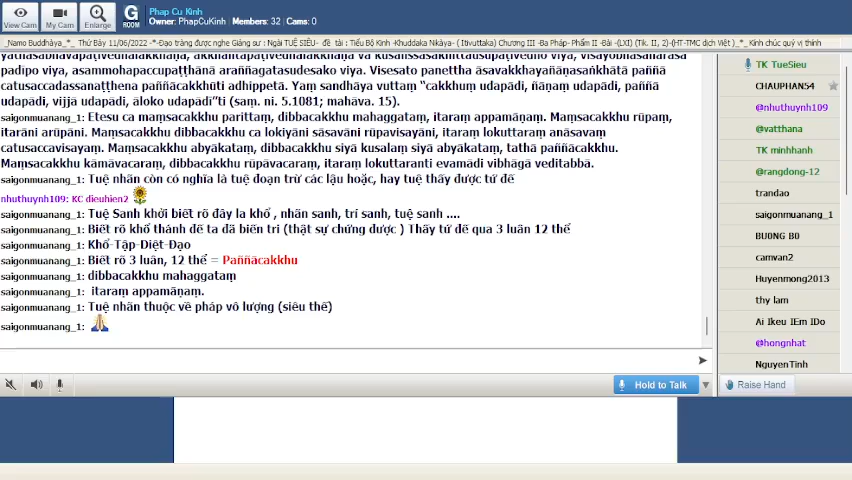 Phap Cu Kinh
Owner: PhapCuKinh Members: 32 | Cams: 0
View Cam
My Cam
Enlarge
G
ROOM
_Namo Buddhāya_*_ Thứ Bảy 11/06/2022 -*-Đạo tràng được nghe Giảng sư : Ngài TUỆ SIÊU- đề tài : Tiểu Bộ Kinh -Khuddaka Nikāya- ( Itivuttaka) Chương III -Ba Pháp- Phẩm II -Bài -(LXI) (Tik. II, 2)-(HT-TMC dịch Việt )_*_ Kính chúc quý vị thính
padīpo viya, asammohappaccupaṭṭhānā araññagatasudesako viya. Visesato panettha āsavakkhayañāṇasaṅkhātā paññā
catusaccadassanaṭṭhena paññācakkhūti adhippetā. Yaṃ sandhāya vuttaṃ "cakkhuṃ udapādi, ñāṇaṃ udapādi, paññā
udapādi, vijjā udapādi, āloko udapādī"ti (saṃ. ni. 5.1081; mahāva. 15).
saigonmuanang_1: Etesu ca maṃsacakkhu parittaṃ, dibbacakkhu mahaggataṃ, itaraṃ appamāṇaṃ. Maṃsacakkhu rūpaṃ,
itarāni arūpāni. Maṃsacakkhu dibbacakkhu ca lokiyāni sāsavāni rūpavisayāni, itaraṃ lokuttaraṃ anāsavaṃ
catusaccavisayaṃ. Maṃsacakkhu abyākataṃ, dibbacakkhu siyā kusalaṃ siyā abyākataṃ, tathā paññācakkhu.
Maṃsacakkhu kāmāvacaraṃ, dibbacakkhu rūpāvacaraṃ, itaraṃ lokuttaranti evamādi vibhāgā veditabbā.
saigonmuanang_1: Tuệ nhãn còn có nghĩa là tuệ đoạn trừ các lậu hoặc, hay tuệ thấy được tứ đế
nhuthuynh109: KC dieuhien2
saigonmuanang_1: Tuệ Sanh khởi biết rõ đây la khổ , nhãn sanh, trí sanh, tuệ sanh ....
saigonmuanang_1: Biết rõ khổ thánh đế ta đã biến tri (thật sự chứng được ) Thấy tứ đế qua 3 luân 12 thể
saigonmuanang_1: Khổ-Tập-Diệt-Đạo
saigonmuanang_1: Biết rõ 3 luân, 12 thể = Paññācakkhu
saigonmuanang_1: dibbacakkhu mahaggataṃ
saigonmuanang_1: itaraṃ appamāṇaṃ.
saigonmuanang_1: Tuệ nhãn thuộc về pháp vô lượng (siêu thế)
saigonmuanang_1:
TK TueSieu
CHAUPHAN54
@nhuthuynh109
@vatthana
TK minhhanh
@rangdong-12
trandao
saigonmuanang_1
BU0NG B0
camvan2
Huyenmong2013
thy lam
Ai Ikeu IEm IDo
@hongnhat
NguyenTinh
Hold to Talk
Raise Hand